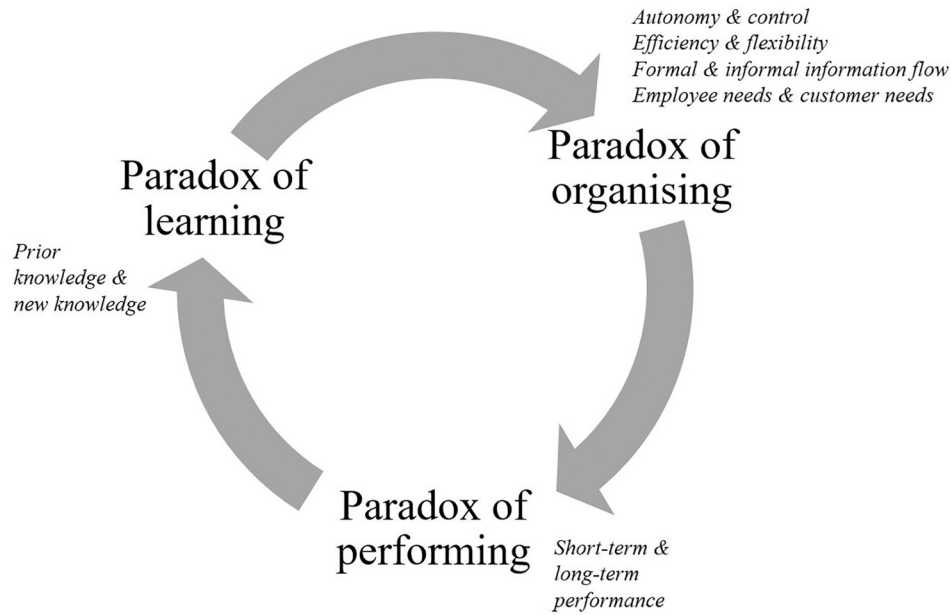 Autonomy & control
Efficiency & flexibility
Formal & informal information flow
Employee needs & customer needs
Paradox of
organising
Paradox of
learning
Prior
knowledge &
new knowledge
Paradox of
performing
Short-term &
long-term
performance